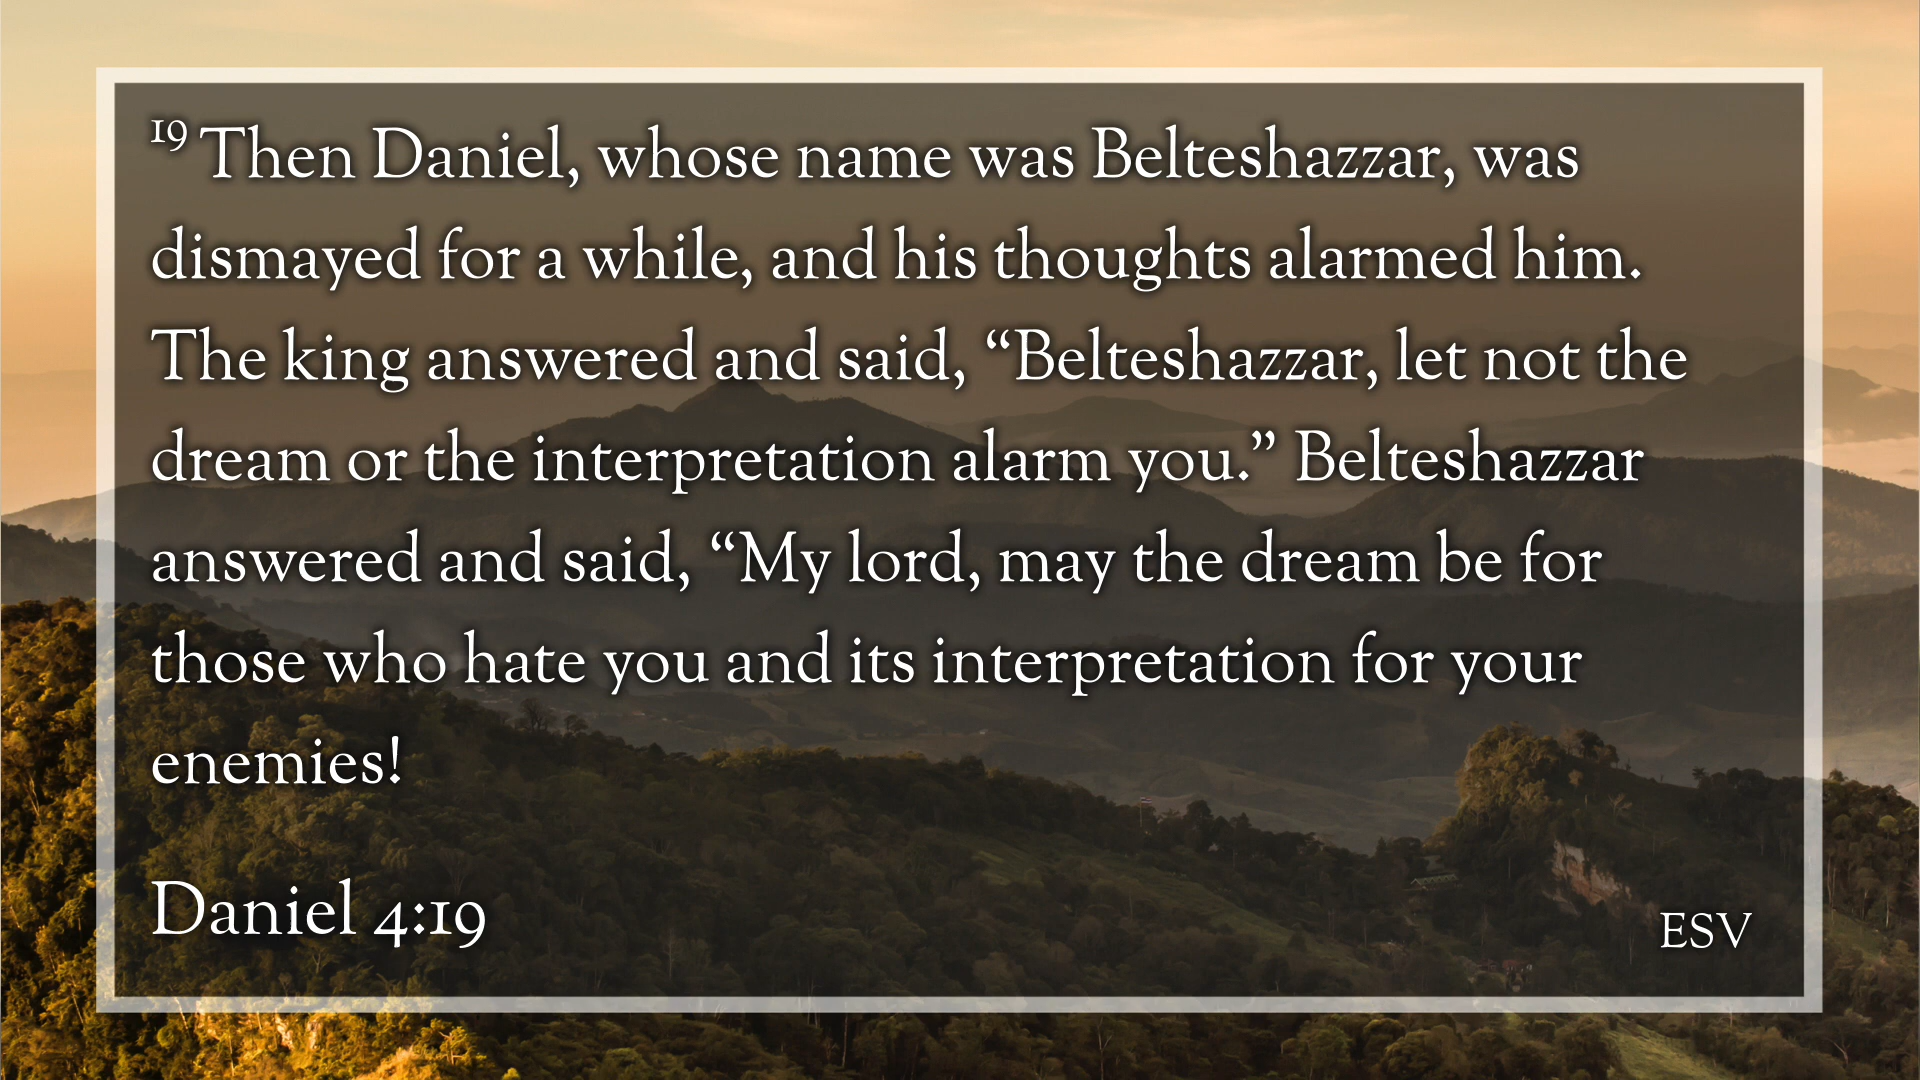 19 Then Daniel, whose name was Belteshazzar, was
dismayed for a while, and his thoughts alarmed him.
The king answered and said, “Belteshazzar, let not the
dream or the interpretation alarm you.” Belteshazzar
answered and said, “My lord, may the dream be for
those who hate you and its interpretation for your
enemies!
Daniel 4:19
ESV